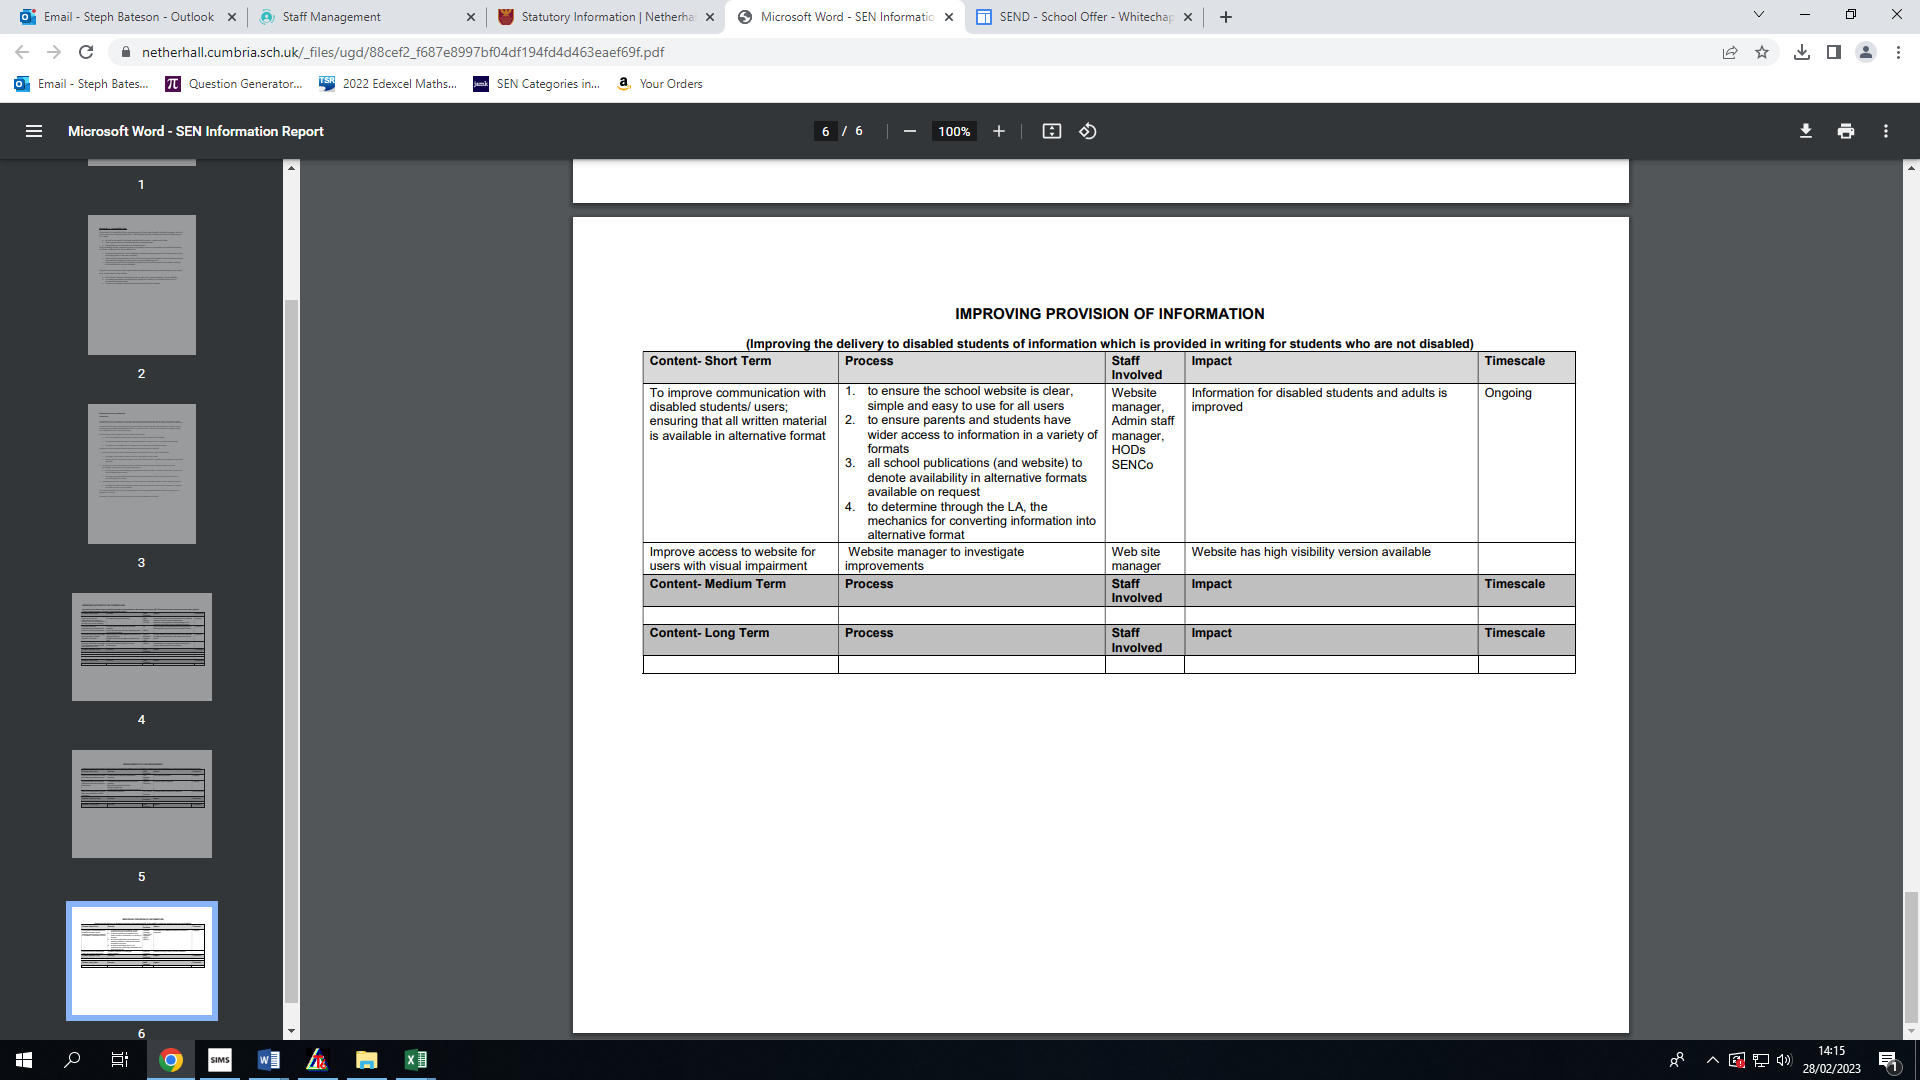 Email - Steph Bateson - Outlook
Staff Management
Statutory Information | Netherhal
Microsoft Word - SEN Informatio
SEND - School Offer - Whitechap
netherhall.cumbria.sch.uk/_files/ugd/88cef2_f687e8997bf04df194fd4d463eaef69f.pdf
Email - Steph Bates...
Question Generator...
TSR
2022 Edexcel Maths...
SEN Categories in...
Your Orders
Microsoft Word - SEN Information Report
6 / 6
100%
1
2
3
4
5
6
IMPROVING PROVISION OF INFORMATION
(Improving the delivery to disabled students of information which is provided in writing for students who are not disabled)
Content- Short Term
Process
Staff
Involved
Impact
Timescale
To improve communication with
disabled students/ users;
ensuring that all written material
is available in alternative format
1. to ensure the school website is clear,
simple and easy to use for all users
2. to ensure parents and students have
wider access to information in a variety of
formats
3. all school publications (and website) to
denote availability in alternative formats
available on request
4. to determine through the LA, the
mechanics for converting information into
alternative format
Website
manager,
Admin staff
manager,
HODs
SENCo
Information for disabled students and adults is
improved
Ongoing
Improve access to website for
users with visual impairment
Website manager to investigate
improvements
Web site
manager
Website has high visibility version available
Content- Medium Term
Process
Staff
Involved
Impact
Timescale
Content- Long Term
Process
Staff
Involved
Impact
Timescale
SIMS
14:15
28/02/2023
1